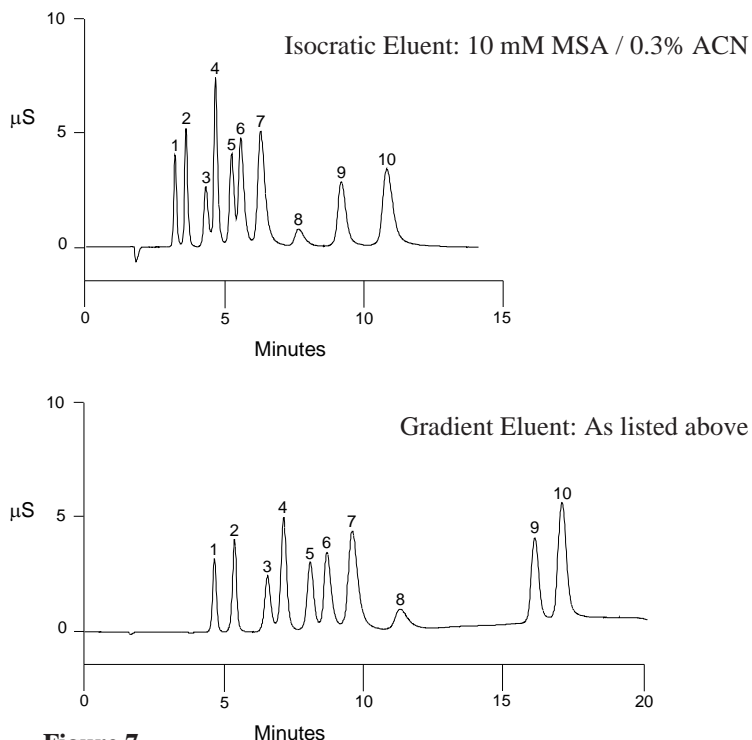 10
Isocratic Eluent: 10 mM MSA / 0.3% ACN
4
μS
5
1 2 3 5 6 7 8 9 10
0
0 5 10 15
Minutes
10
Gradient Eluent: As listed above
μS
5
1 2 3 4 5 6 7 8 9 10
0
0 5 10 15 20
Minutes
Figure 7